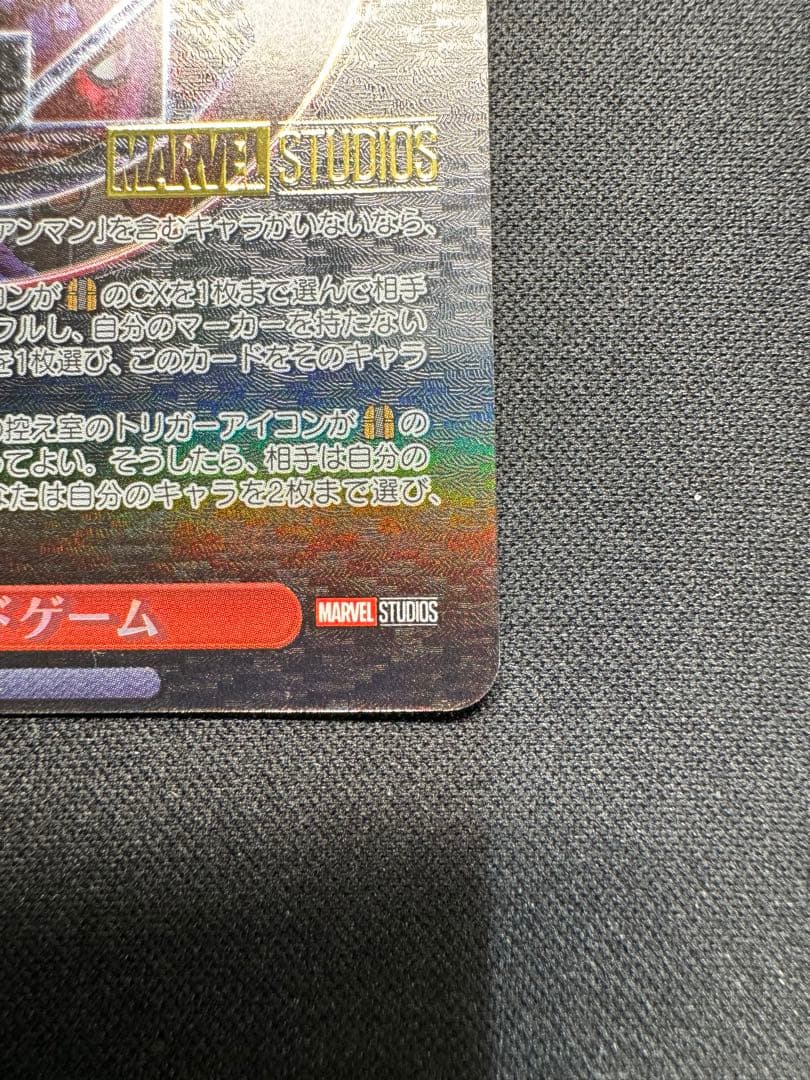 MARVEL STUDIOS
アンマン」を含むキャラがいないなら、
コンが のCXを1枚まで選んで相手
フルし、自分のマーカーを持たない
を1枚選び、このカードをそのキャラ
控え室のトリガーアイコンが の
ってよい。そうしたら、相手は自分の
なたは自分のキャラを2枚まで選び、
ドゲーム
MARVEL STUDIOS